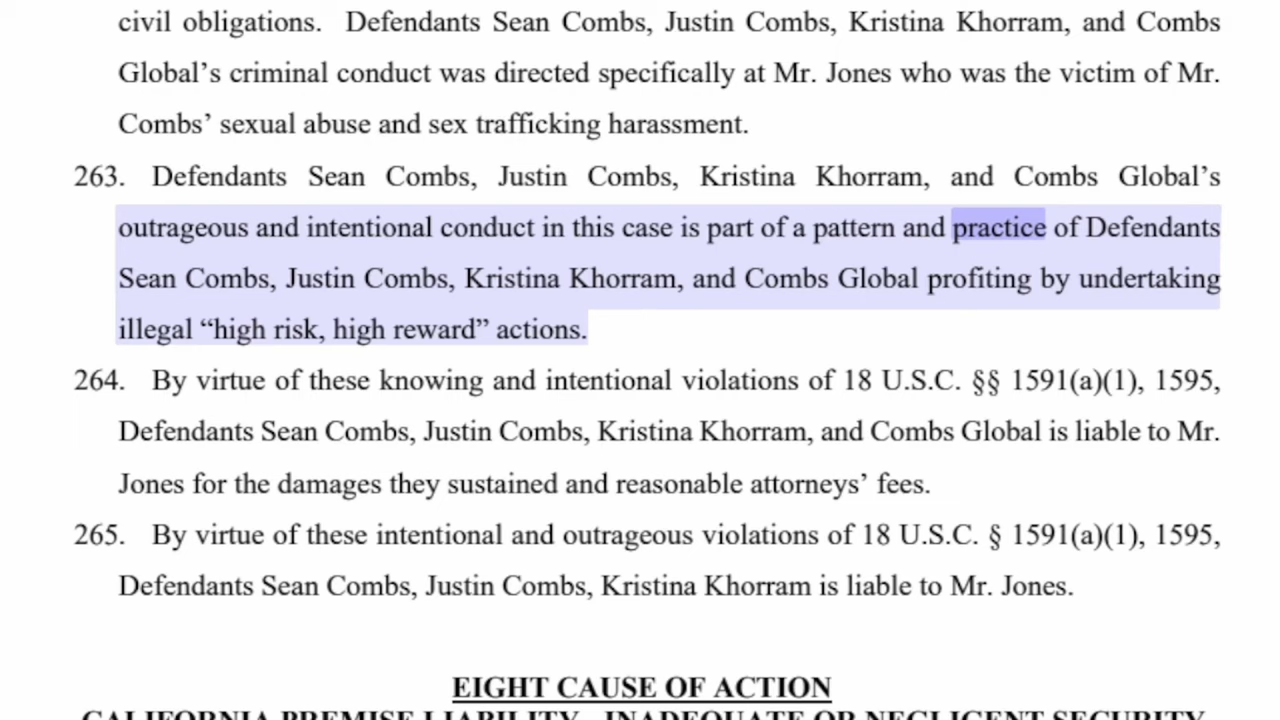 civil obligations. Defendants Sean Combs, Justin Combs, Kristina Khorram, and Combs
Global’s criminal conduct was directed specifically at Mr. Jones who was the victim of Mr.
Combs’ sexual abuse and sex trafficking harassment.
263. Defendants Sean Combs, Justin Combs, Kristina Khorram, and Combs Global’s
outrageous and intentional conduct in this case is part of a pattern and practice of Defendants
Sean Combs, Justin Combs, Kristina Khorram, and Combs Global profiting by undertaking
illegal “high risk, high reward” actions.
264. By virtue of these knowing and intentional violations of 18 U.S.C. §§ 1591(a)(1), 1595,
Defendants Sean Combs, Justin Combs, Kristina Khorram, and Combs Global is liable to Mr.
Jones for the damages they sustained and reasonable attorneys’ fees.
265. By virtue of these intentional and outrageous violations of 18 U.S.C. § 1591(a)(1), 1595,
Defendants Sean Combs, Justin Combs, Kristina Khorram is liable to Mr. Jones.
EIGHT CAUSE OF ACTION
CALIFORNIA PREMISE LIABILITY - INADEQUATE OR NEGLIGENT SECURITY